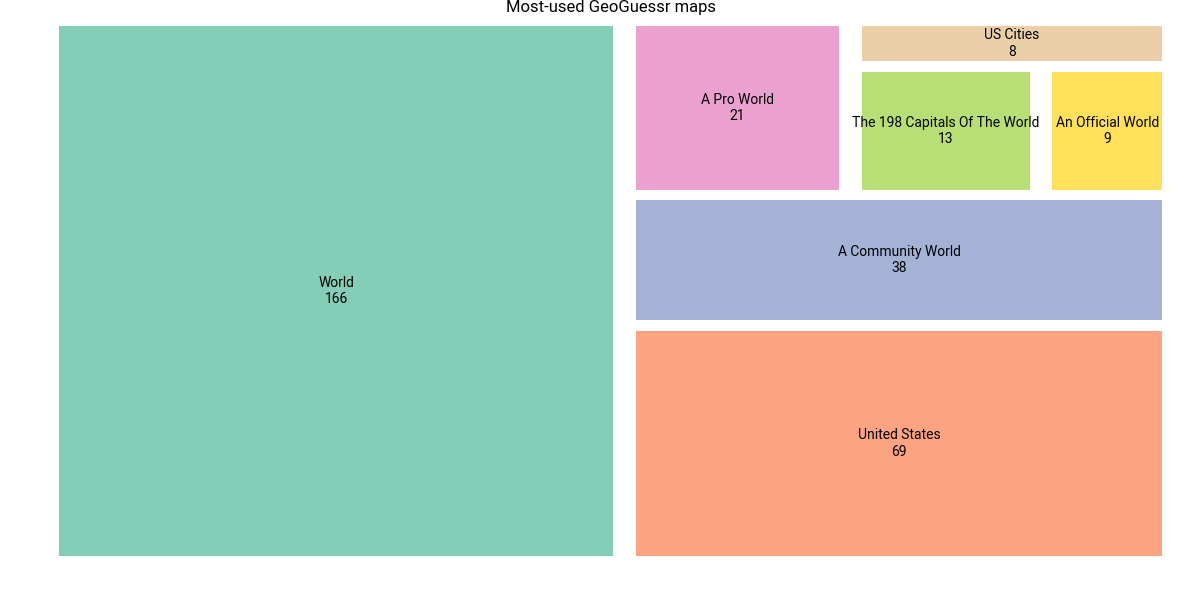 Most-used GeoGuessr maps
World
166
A Pro World
21
US Cities
8
The 198 Capitals Of The World
13
An Official World
9
A Community World
38
United States
69